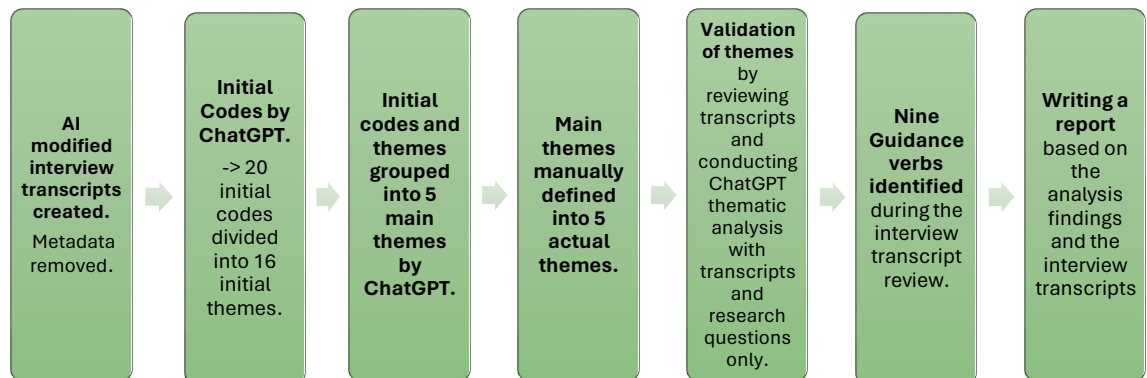 AI
modified
interview
transcripts
created.
Metadata
removed.
Initial
Codes by
ChatGPT.
-> 20
initial
codes
divided
into 16
initial
themes.
Initial
codes and
themes
grouped
into 5
main
themes
by
ChatGPT.
Main
themes
manually
defined
into 5
actual
themes.
Validation
of themes
by
reviewing
transcripts
and
conducting
ChatGPT
thematic
analysis
with
transcripts
and
research
questions
only.
Nine
Guidance
verbs
identified
during the
interview
transcript
review.
Writing a
report
based on
the
analysis
findings
and the
interview
transcripts